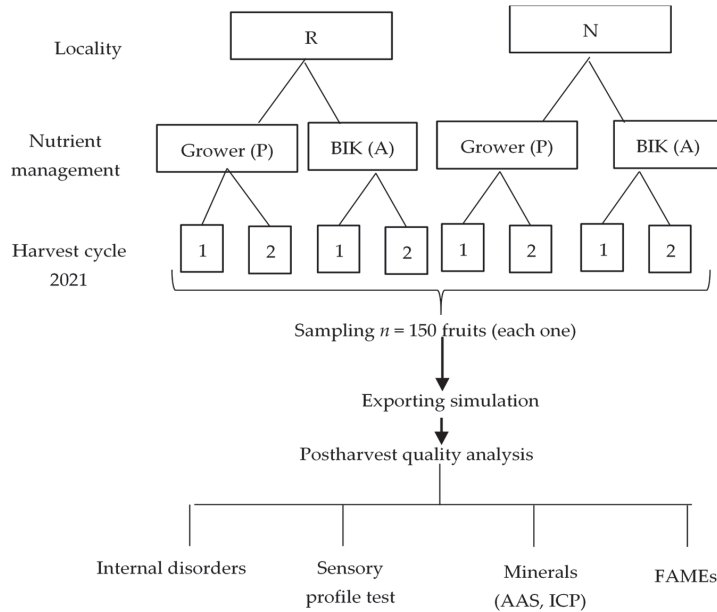 Locality
R
N
Nutrient
management
Grower (P)
BIK (A)
Grower (P)
BIK (A)
Harvest cycle
2021
1
2
1
2
1
2
1
2
Sampling n = 150 fruits (each one)
Exporting simulation
Postharvest quality analysis
Internal disorders
Sensory
profile test
Minerals
(AAS, ICP)
FAMEs